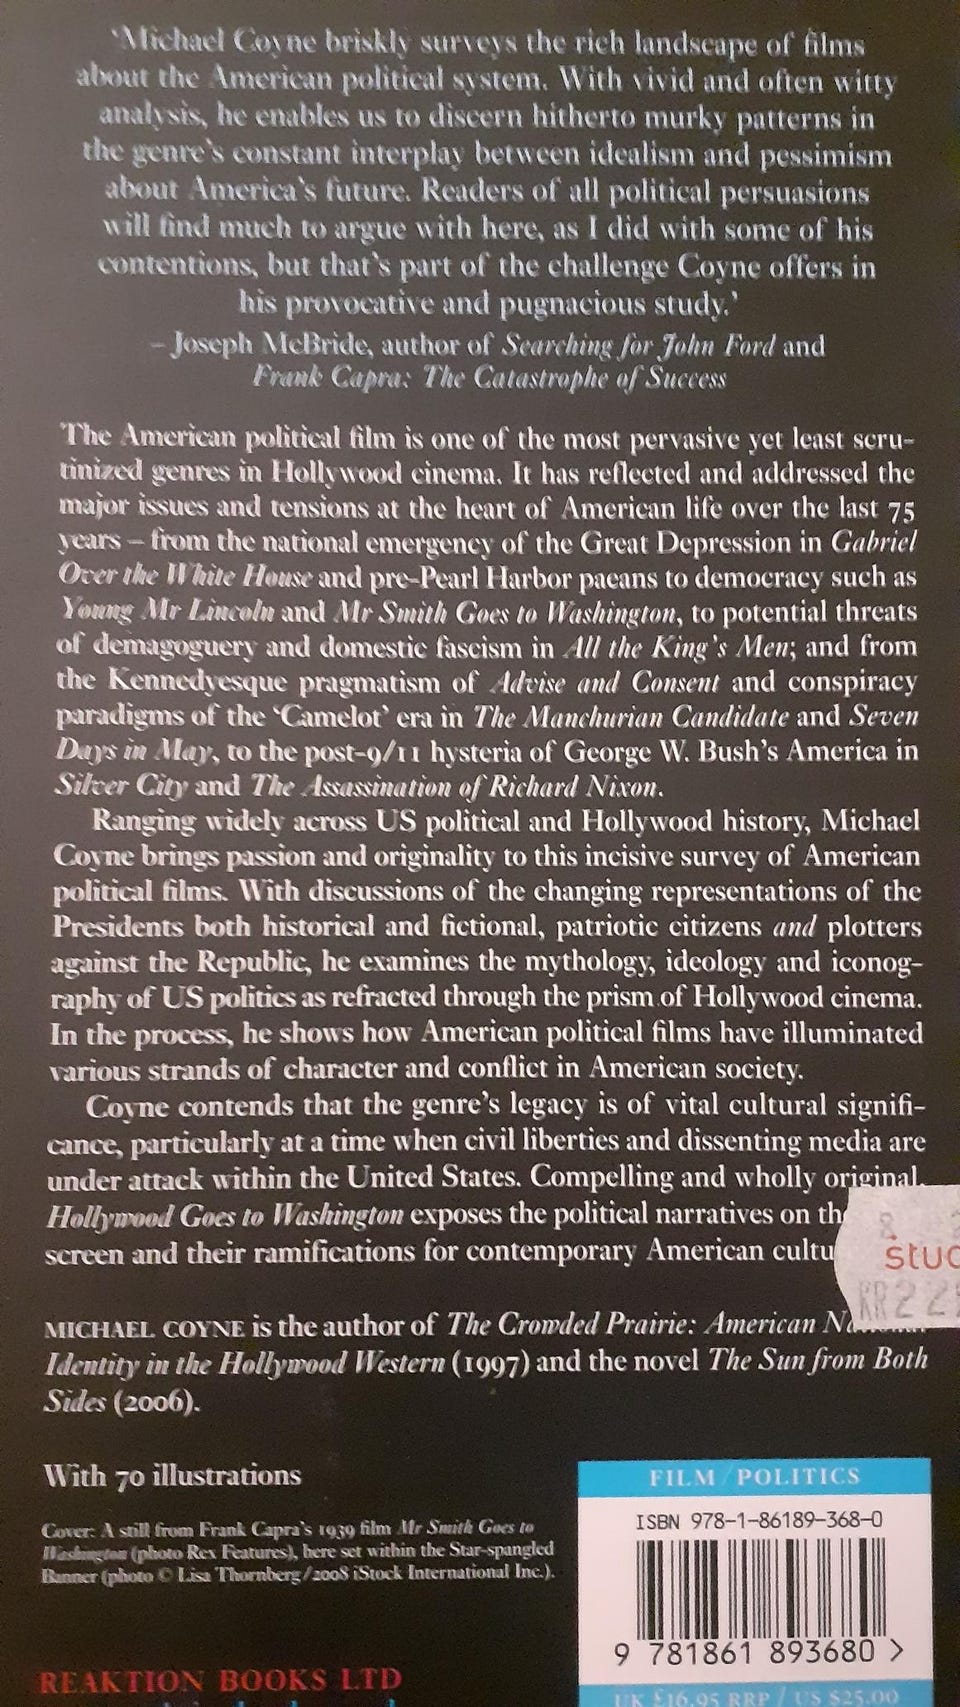 ‘Michael Coyne briskly surveys the rich landscape of films
about the American political system. With vivid and often witty
analysis, he enables us to discern hitherto murky patterns in
the genre’s constant interplay between idealism and pessimism
about America’s future. Readers of all political persuasions
will find much to argue with here, as I did with some of his
contentions, but that’s part of the challenge Coyne offers in
his provocative and pugnacious study.’
– Joseph McBride, author of Searching for John Ford and
Frank Capra: The Catastrophe of Success
The American political film is one of the most pervasive yet least scru-
tinized genres in Hollywood cinema. It has reflected and addressed the
major issues and tensions at the heart of American life over the last 75
years – from the national emergency of the Great Depression in Gabriel
Over the White House and pre-Pearl Harbor paeans to democracy such as
Young Mr Lincoln and Mr Smith Goes to Washington, to potential threats
of demagoguery and domestic fascism in All the King’s Men; and from
the Kennedyesque pragmatism of Advise and Consent and conspiracy
paradigms of the ‘Camelot’ era in The Manchurian Candidate and Seven
Days in May, to the post-9/11 hysteria of George W. Bush’s America in
Silver City and The Assassination of Richard Nixon.
Ranging widely across US political and Hollywood history, Michael
Coyne brings passion and originality to this incisive survey of American
political films. With discussions of the changing representations of the
Presidents both historical and fictional, patriotic citizens and plotters
against the Republic, he examines the mythology, ideology and iconog-
raphy of US politics as refracted through the prism of Hollywood cinema.
In the process, he shows how American political films have illuminated
various strands of character and conflict in American society.
Coyne contends that the genre’s legacy is of vital cultural signifi-
cance, particularly at a time when civil liberties and dissenting media are
under attack within the United States. Compelling and wholly original,
Hollywood Goes to Washington exposes the political narratives on
screen and their ramifications for contemporary American
stud
MICHAEL COYNE is the author of The Crowded Prairie: American
Identity in the Hollywood Western (1997) and the novel The Sun from Both
Sides (2006).
With 70 illustrations
Cover: A still from Frank Capra’s 1939 film Mr Smith Goes to
Washington (photo Rex Features), here set within the Star-spangled
Banner (photo © Lisa Thornberg/2008 iStock International Inc.).
FILM / POLITICS
ISBN 978-1-86189-368-0
9 781861 893680 >
REAKTION BOOKS LTD
UK £16.95 RRP / US $25.00